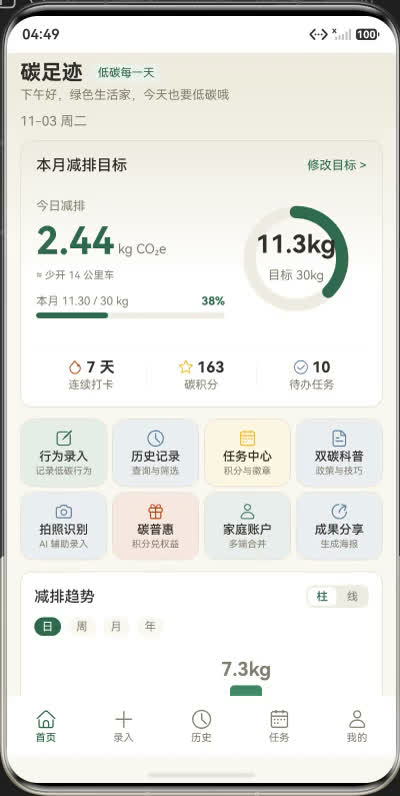 04:49
100
碳足迹 低碳每一天
下午好，绿色生活家，今天也要低碳哦
11-03 周二
本月减排目标 修改目标 >
今日减排
2.44 kg CO₂e
≈ 少开 14 公里车
本月 11.30 / 30 kg 38%
11.3kg
目标 30kg
7 天 163 10
连续打卡 碳积分 待办任务
行为录入 历史记录 任务中心 双碳科普
记录低碳行为 查询与筛选 积分与徽章 政策与技巧
拍照识别 碳普惠 家庭账户 成果分享
AI 辅助录入 积分兑权益 多端合并 生成海报
减排趋势 柱 线
日 周 月 年
7.3kg
首页 录入 历史 任务 我的